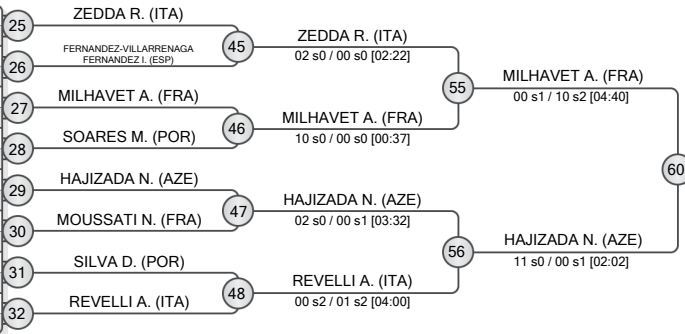 25
ZEDDA R. (ITA)
26
FERNANDEZ-VILLARRENAGA
FERNANDEZ I. (ESP)
27
MILHAVET A. (FRA)
28
SOARES M. (POR)
29
HAJIZADA N. (AZE)
30
MOUSSATI N. (FRA)
31
SILVA D. (POR)
32
REVELLI A. (ITA)
45
ZEDDA R. (ITA)
02 s0 / 00 s0 [02:22]
46
MILHAVET A. (FRA)
10 s0 / 00 s0 [00:37]
47
HAJIZADA N. (AZE)
02 s0 / 00 s1 [03:32]
48
REVELLI A. (ITA)
00 s2 / 01 s2 [04:00]
55
MILHAVET A. (FRA)
00 s1 / 10 s2 [04:40]
56
HAJIZADA N. (AZE)
11 s0 / 00 s1 [02:02]
60